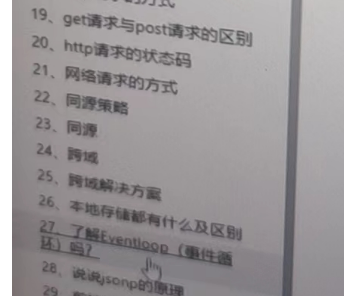 的方式
19、get请求与post请求的区别
20、http请求的状态码
21、网络请求的方式
22、同源策略
23、同源
24、跨域
25、跨域解决方案
26、本地存储都有什么及区别
27、了解Eventloop（事件循
环）吗？
28、说说jsonp的原理
29、